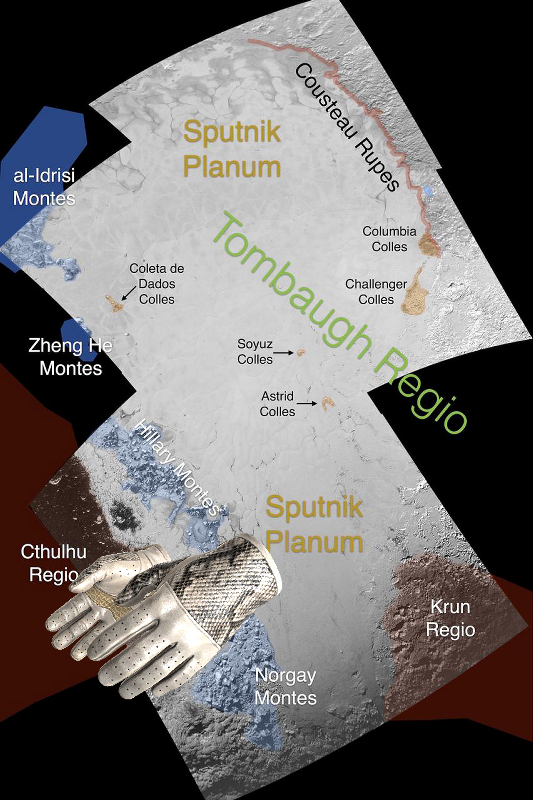 Cousteau Rupes
Sputnik
Planum
al-Idrisi
Montes
Tombaugh Regio
Columbia
Colles
Coleta de
Dados
Colles
Challenger
Colles
Zheng He
Montes
Soyuz
Colles
Astrid
Colles
Hillary Montes
Sputnik
Planum
Cthulhu
Regio
Krun
Regio
Norgay
Montes